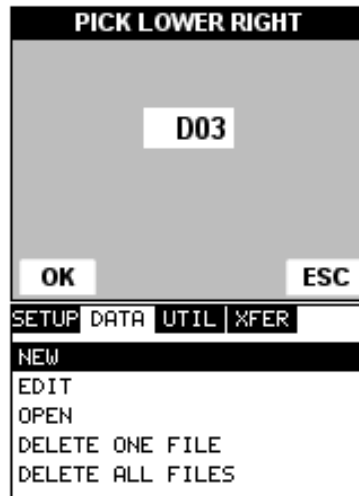 PICK LOWER RIGHT
D03
OK ESC
SETUP DATA UTIL XFER
NEW
EDIT
OPEN
DELETE ONE FILE
DELETE ALL FILES